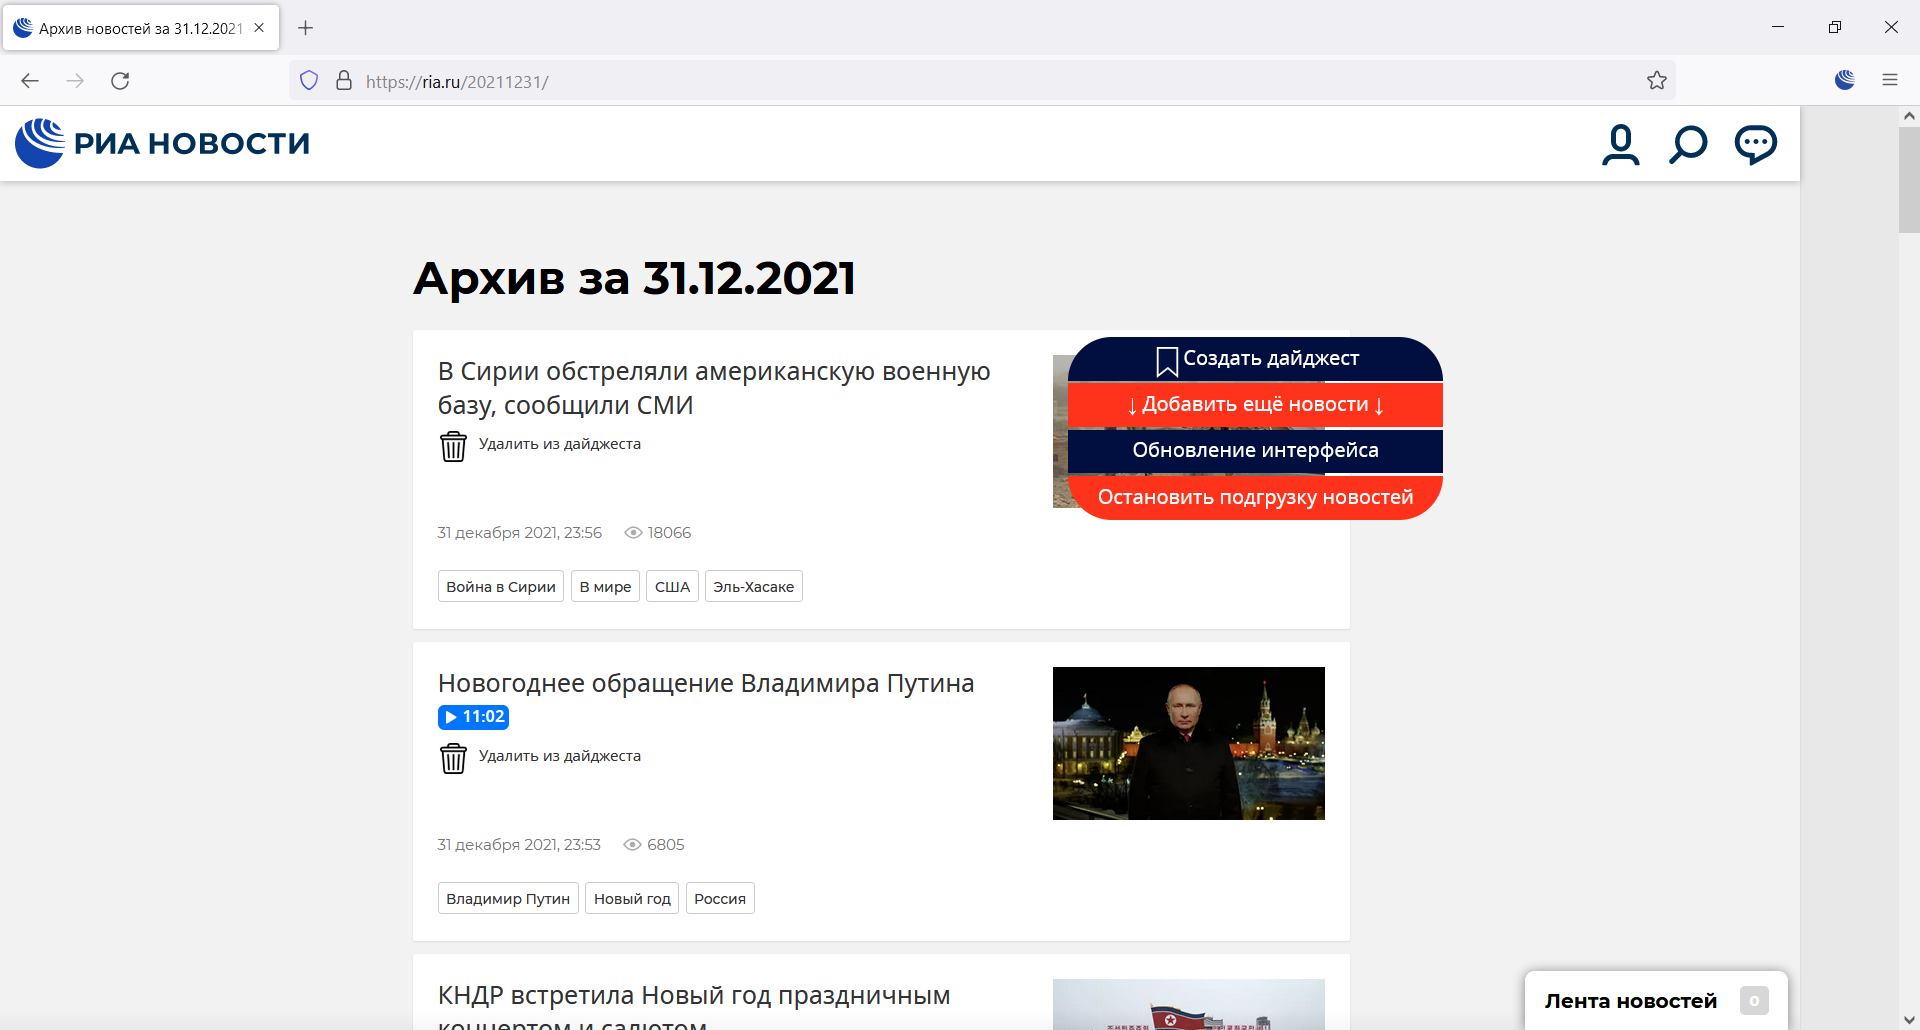 Архив новостей за 31.12.2021
https://ria.ru/20211231/
РИА НОВОСТИ
Архив за 31.12.2021
В Сирии обстреляли американскую военную
базу, сообщили СМИ
Удалить из дайджеста
31 декабря 2021, 23:56 18066
Война в Сирии В мире США Эль-Хасаке
Создать дайджест
↓ Добавить ещё новости ↓
Обновление интерфейса
Остановить подгрузку новостей
Новогоднее обращение Владимира Путина
11:02
Удалить из дайджеста
31 декабря 2021, 23:53 6805
Владимир Путин Новый год Россия
КНДР встретила Новый год праздничным
концертом и салютом
Лента новостей 0